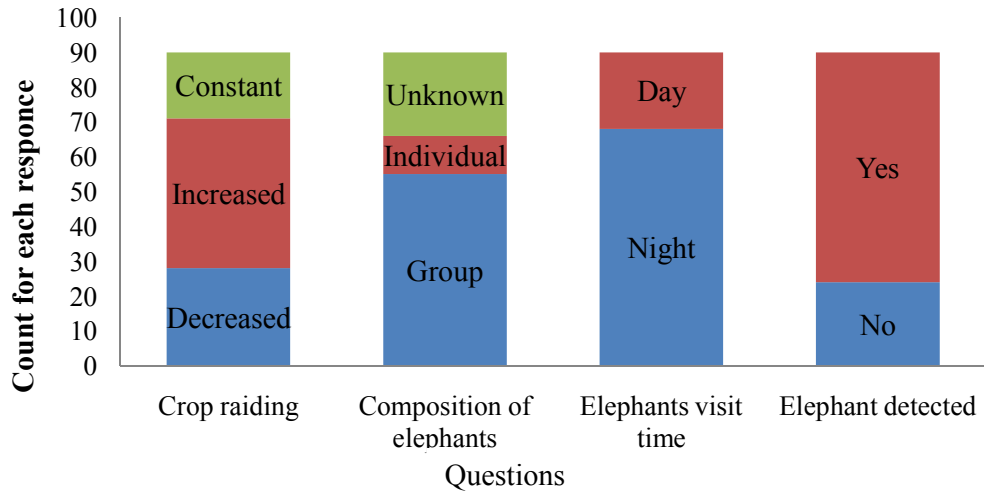 Count for each responce
100
90
80
70
60
50
40
30
20
10
0
Constant
Increased
Decreased
Unknown
Individual
Group
Day
Night
Yes
No
Crop raiding
Composition of
elephants
Elephants visit
time
Elephant detected
Questions